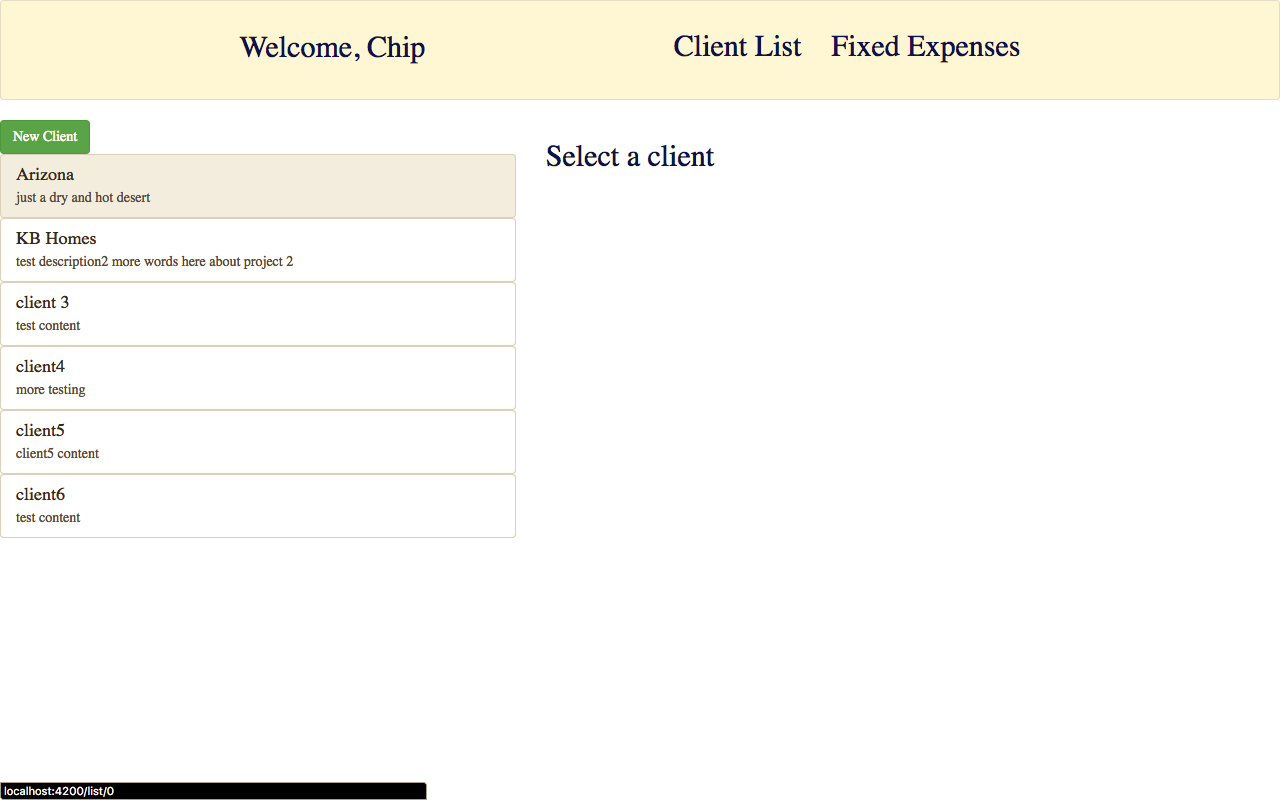 Welcome, Chip
Client List Fixed Expenses
New Client
Select a client
Arizona
just a dry and hot desert
KB Homes
test description2 more words here about project 2
client 3
test content
client4
more testing
client5
client5 content
client6
test content
localhost:4200/list/0